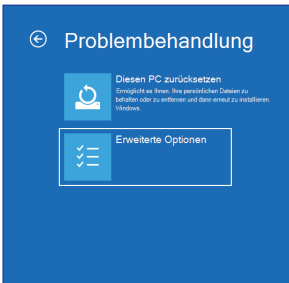 Problembehandlung
Diesen PC zurücksetzen
Ermöglicht es Ihnen, Ihre persönlichen Dateien zu
behalten oder zu entfernen und dann erneut zu installieren.
Windows
Erweiterte Optionen